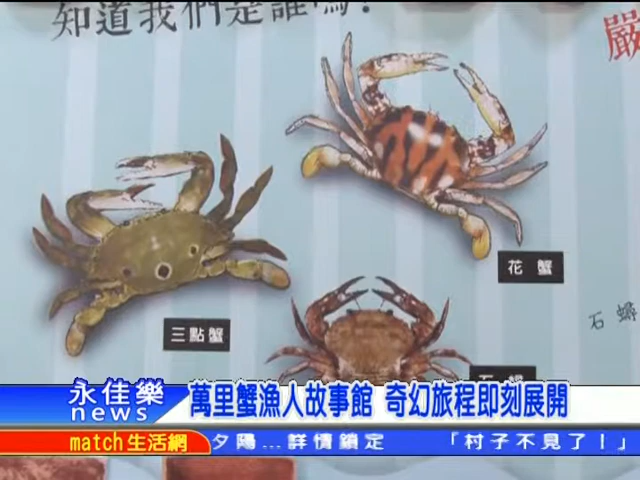 知道我們是誰嗎?
嚴
花蟹
三點蟹
石蟳
永佳樂
news
萬里蟹漁人故事館 奇幻旅程即刻展開
match生活網
夕陽...詳情鎖定 「村子不見了!」